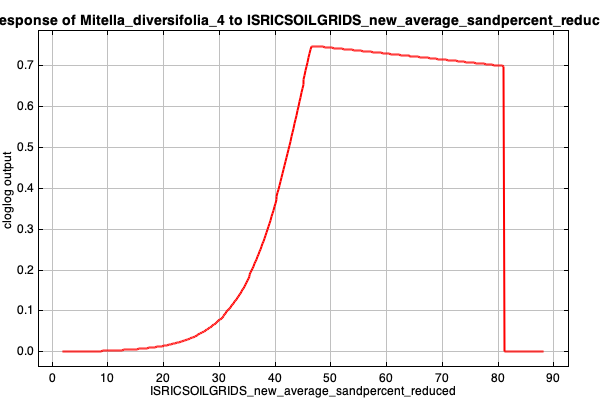 esponse of Mitella_diversifolia_4 to ISRICSOILGRIDS_new_average_sandpercent_reduc
cloglog output
0.7
0.6
0.5
0.4
0.3
0.2
0.1
0.0
0 10 20 30 40 50 60 70 80 90
ISRICSOILGRIDS_new_average_sandpercent_reduced